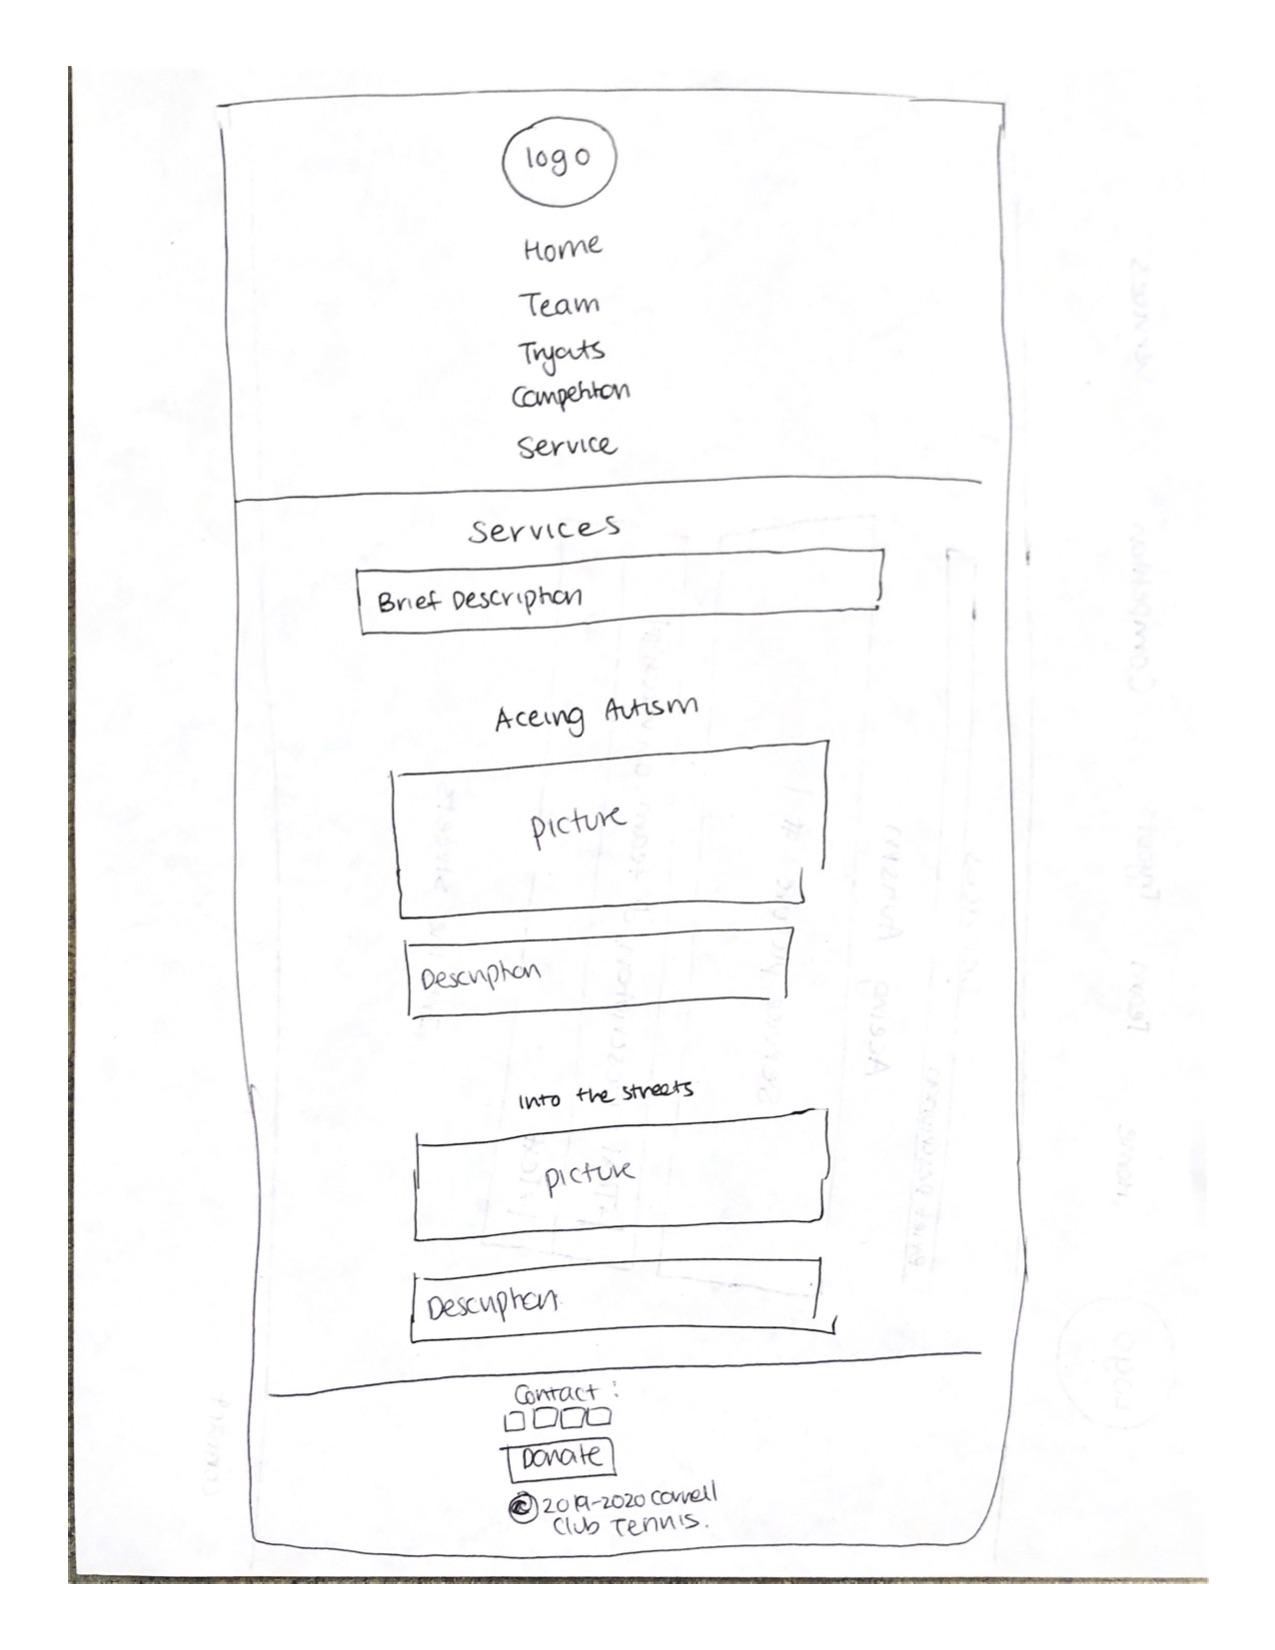 logo
Home
Team
Tryouts
Competition
Service
Services
Brief Description
Aceing Autism
picture
Description
Into the streets
picture
Description
Contact :
Donate
© 2019-2020 Cornell
Club Tennis.